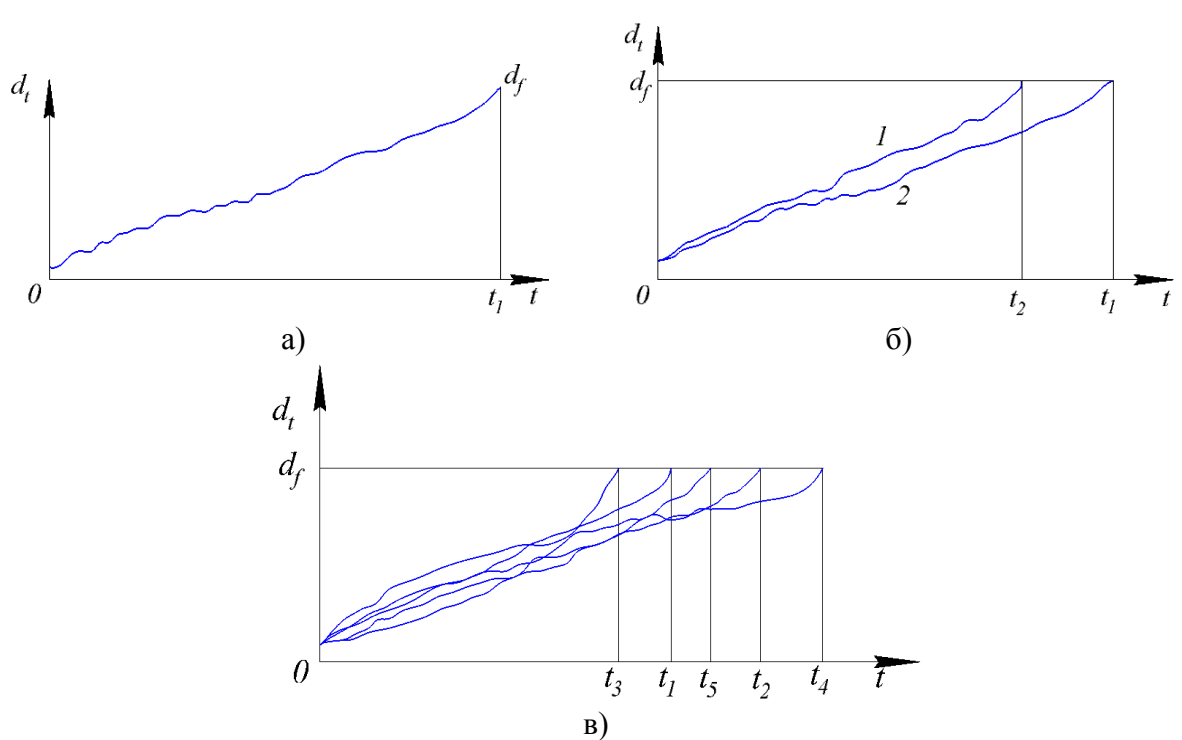 d_t
d_f
0
t_1
t
а)
d_t
d_f
1
2
0
t_2
t_1
t
б)
d_t
d_f
0
t_3
t_1
t_5
t_2
t_4
t
в)